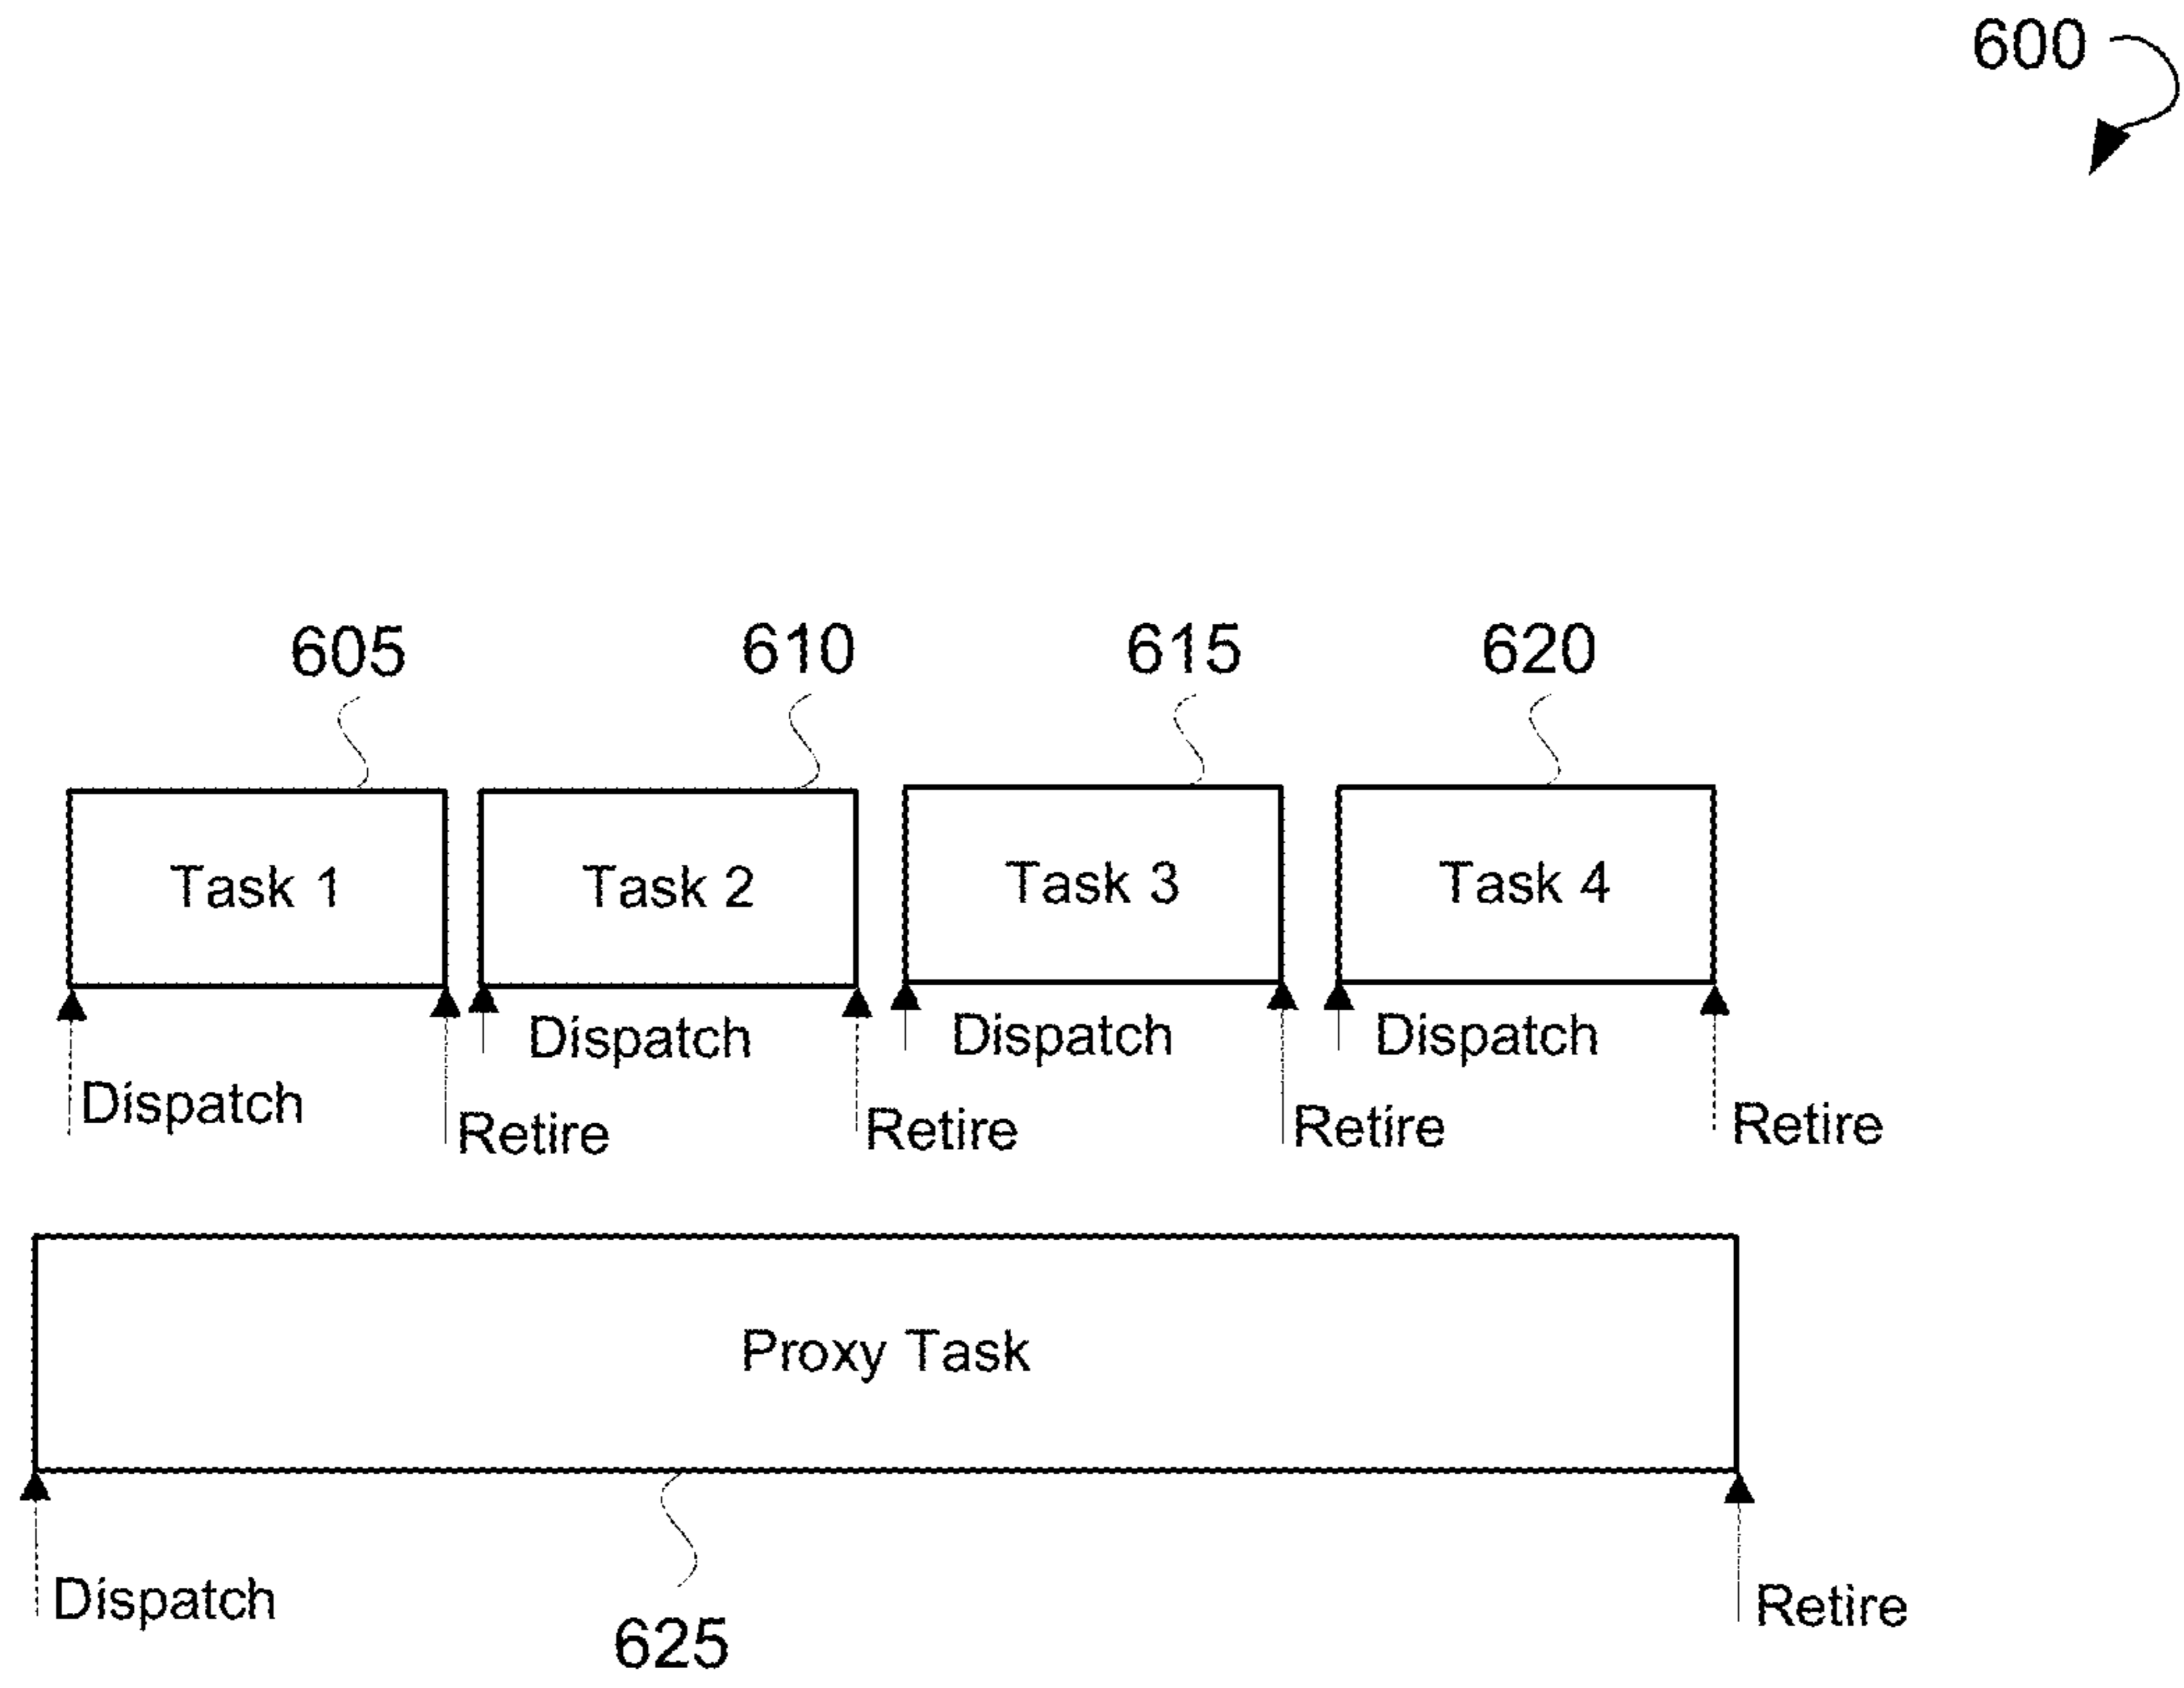 600
605 610 615 620
Task 1 Task 2 Task 3 Task 4
Dispatch Dispatch Dispatch Dispatch
Retire Retire Retire Retire
Proxy Task
Dispatch Retire
625